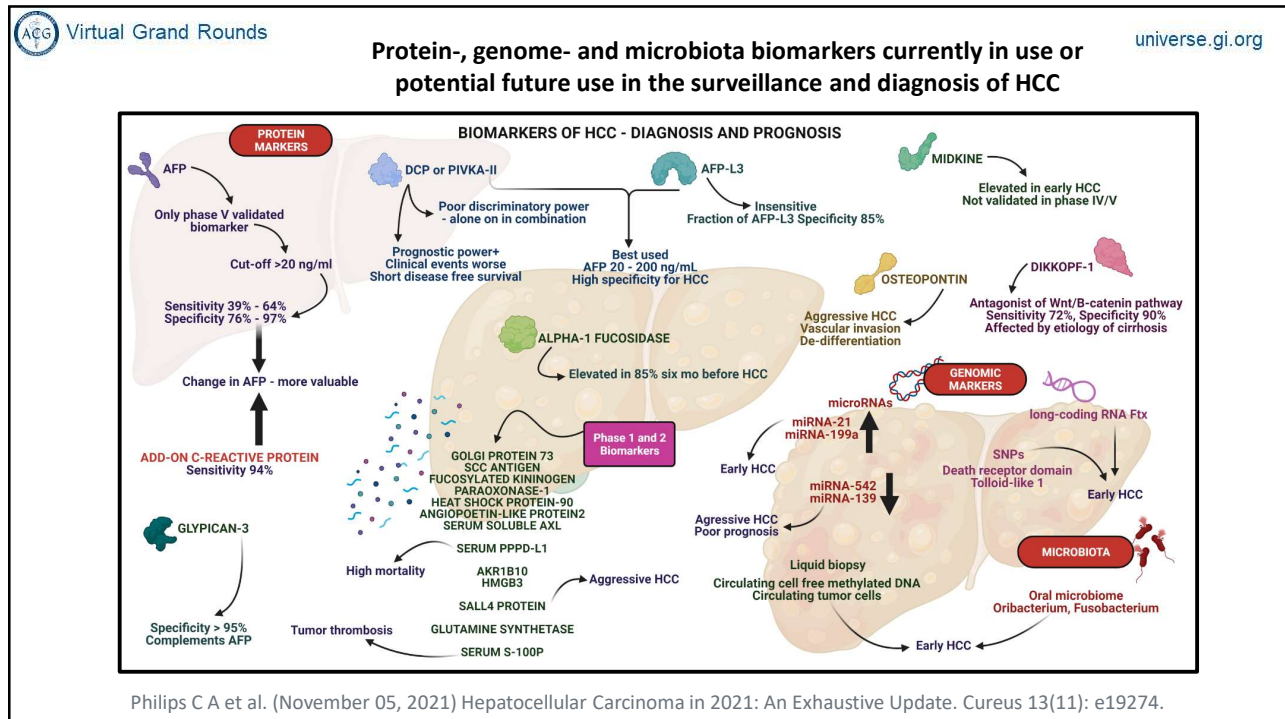 ACG
Virtual Grand Rounds
universe.gi.org
Protein-, genome- and microbiota biomarkers currently in use or
potential future use in the surveillance and diagnosis of HCC
BIOMARKERS OF HCC - DIAGNOSIS AND PROGNOSIS
PROTEIN
MARKERS
AFP
Only phase V validated
biomarker
Cut-off >20 ng/ml
Sensitivity 39% - 64%
Specificity 76% - 97%
Change in AFP - more valuable
ADD-ON C-REACTIVE PROTEIN
Sensitivity 94%
GLYPICAN-3
Specificity > 95%
Complements AFP
DCP or PIVKA-II
Poor discriminatory power
- alone on in combination
Prognostic power+
Clinical events worse
Short disease free survival
AFP-L3
Insensitive
Fraction of AFP-L3 Specificity 85%
Best used
AFP 20 - 200 ng/mL
High specificity for HCC
MIDKINE
Elevated in early HCC
Not validated in phase IV/V
OSTEOPONTIN
Aggressive HCC
Vascular invasion
De-differentiation
DIKKOPF-1
Antagonist of Wnt/B-catenin pathway
Sensitivity 72%, Specificity 90%
Affected by etiology of cirrhosis
ALPHA-1 FUCOSIDASE
Elevated in 85% six mo before HCC
Phase 1 and 2
Biomarkers
GOLGI PROTEIN 73
SCC ANTIGEN
FUCOSYLATED KININOGEN
PARAOXONASE-1
HEAT SHOCK PROTEIN-90
ANGIOPOETIN-LIKE PROTEIN2
SERUM SOLUBLE AXL
SERUM PPPD-L1
High mortality
AKR1B10
HMGB3
SALL4 PROTEIN
Aggressive HCC
GLUTAMINE SYNTHETASE
SERUM S-100P
Tumor thrombosis
GENOMIC
MARKERS
microRNAs
miRNA-21
miRNA-199a
Early HCC
miRNA-542
miRNA-139
Agressive HCC
Poor prognosis
long-coding RNA Ftx
SNPs
Death receptor domain
Tolloid-like 1
Early HCC
Liquid biopsy
Circulating cell free methylated DNA
Circulating tumor cells
MICROBIOTA
Oral microbiome
Oribacterium, Fusobacterium
Early HCC
Philips C A et al. (November 05, 2021) Hepatocellular Carcinoma in 2021: An Exhaustive Update. Cureus 13(11): e19274.